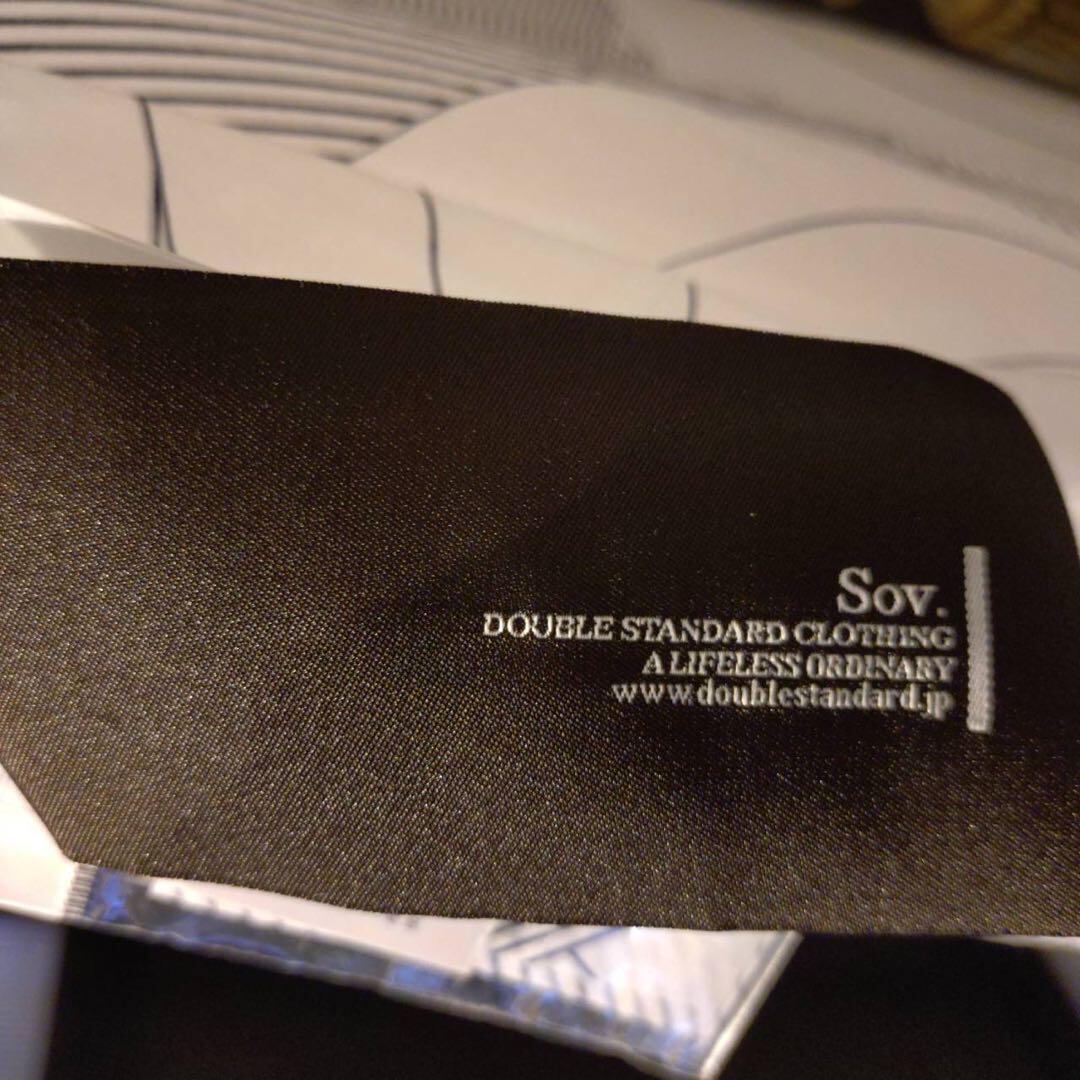 Sov.
DOUBLE STANDARD CLOTHING
A LIFELESS ORDINARY
www.doublestandard.jp